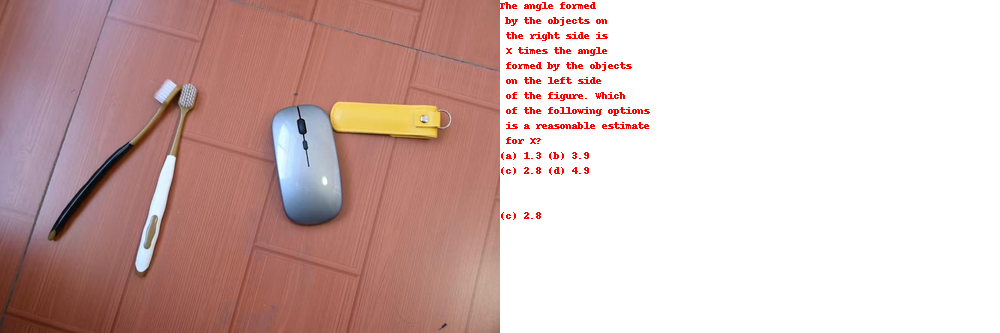 The angle formed
by the objects on
the right side is
X times the angle
formed by the objects
on the left side
of the figure. Which
of the following options
is a reasonable estimate
for X?
(a) 1.3 (b) 3.9
(c) 2.8 (d) 4.9
(c) 2.8